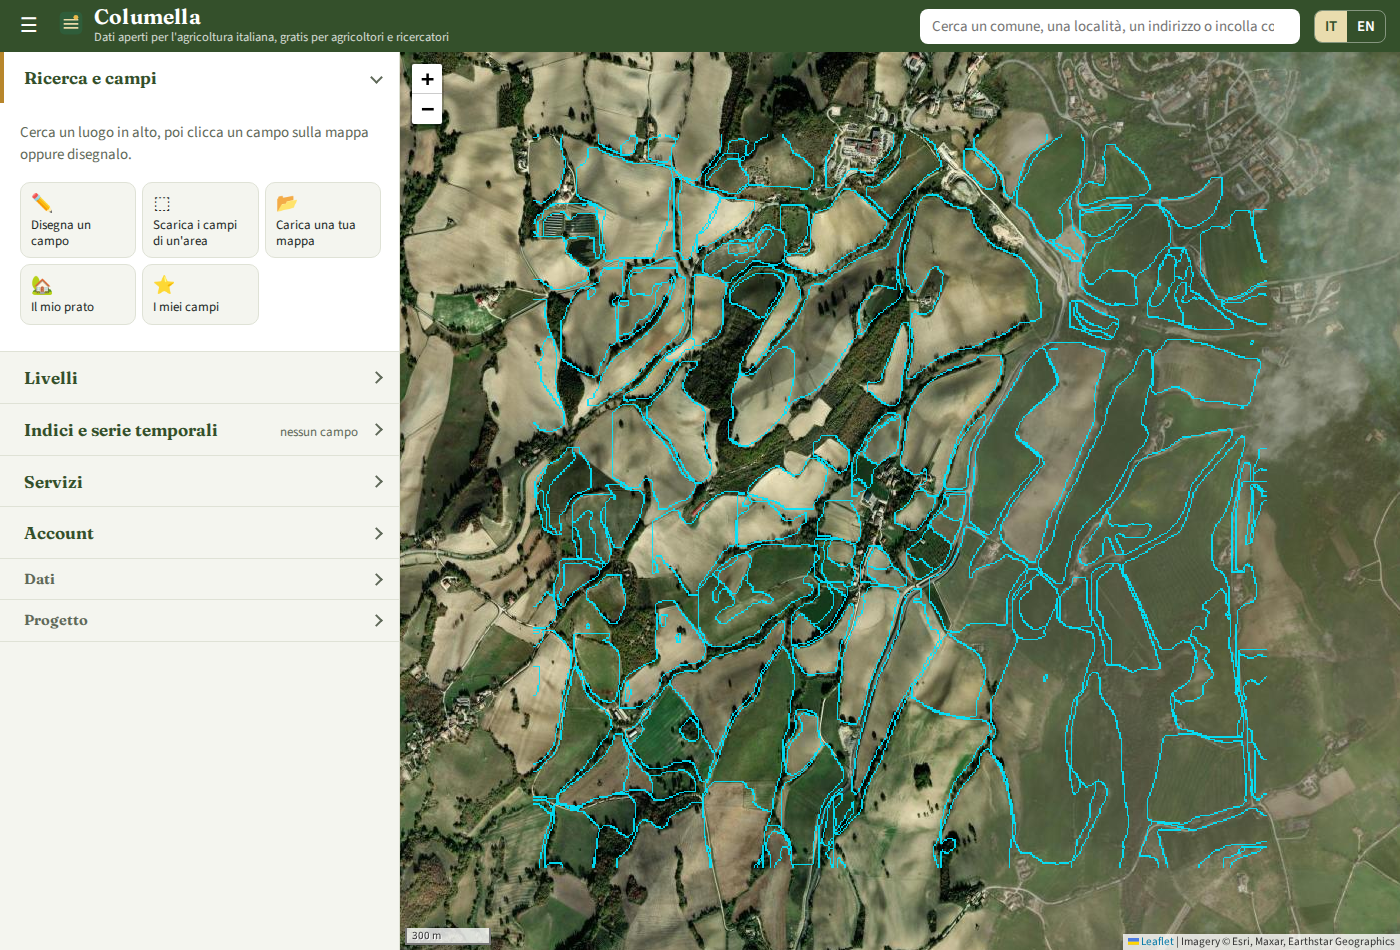 Columella
Dati aperti per l'agricoltura italiana, gratis per agricoltori e ricercatori
Cerca un comune, una località, un indirizzo o incolla cc
IT
EN
Ricerca e campi
Cerca un luogo in alto, poi clicca un campo sulla mappa
oppure disegnalo.
Disegna un
campo
Scarica i campi
di un'area
Carica una tua
mappa
Il mio prato
I miei campi
Livelli
Indici e serie temporali
nessun campo
Servizi
Account
Dati
Progetto
+
−
300 m
Leaflet | Imagery © Esri, Maxar, Earthstar Geographics